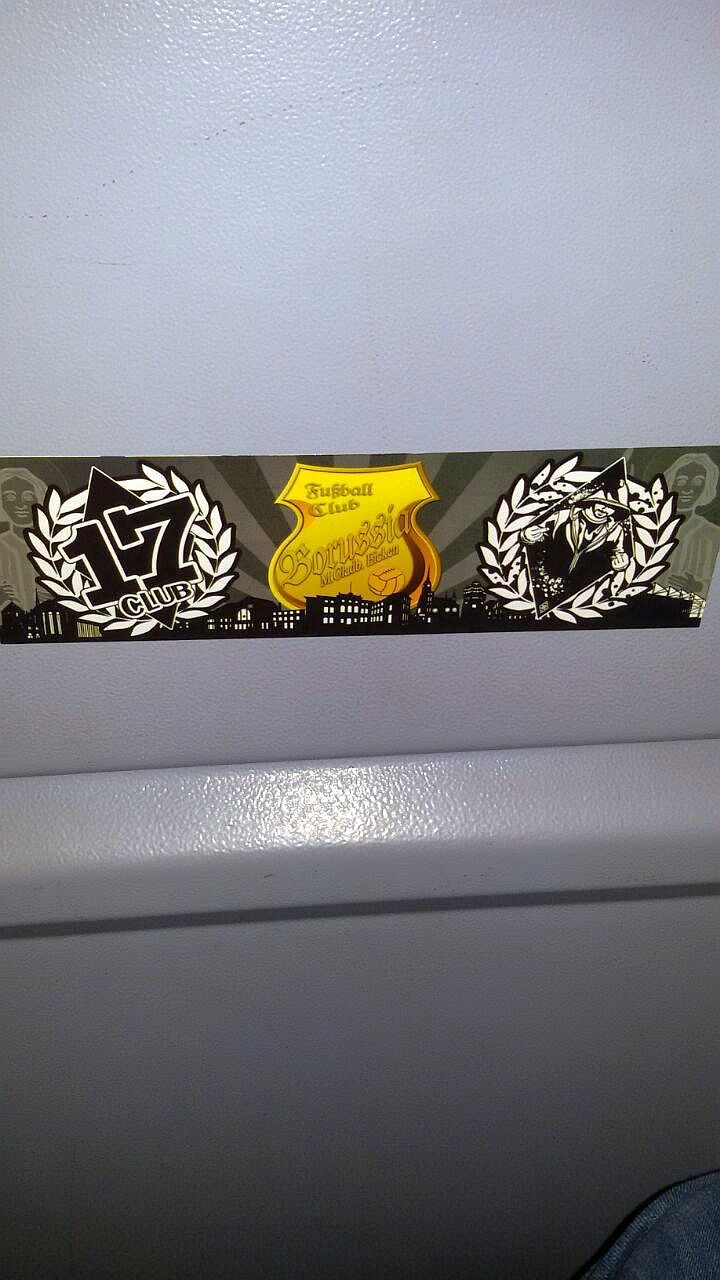 17
CLUB
Fußball
Club
Borussia
M.Gladb. Eicken